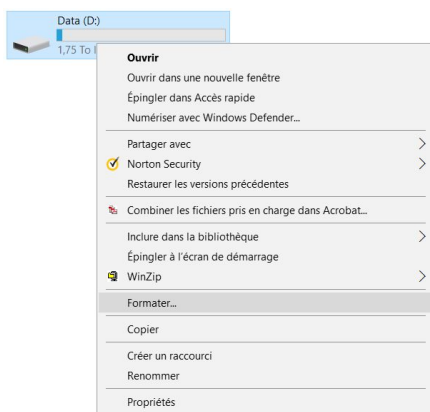 Data (D:)
1,75 To l
Ouvrir
Ouvrir dans une nouvelle fenêtre
Épingler dans Accès rapide
Numériser avec Windows Defender...
Partager avec
Norton Security
Restaurer les versions précédentes
Combiner les fichiers pris en charge dans Acrobat...
Inclure dans la bibliothèque
Épingler à l'écran de démarrage
WinZip
Formater...
Copier
Créer un raccourci
Renommer
Propriétés